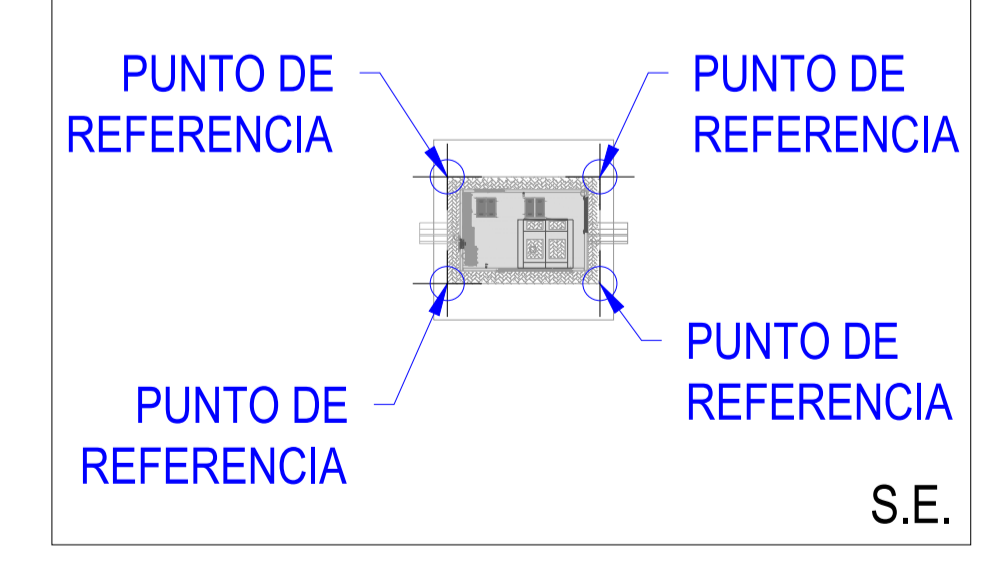 PUNTO DE
REFERENCIA
PUNTO DE
REFERENCIA
PUNTO DE
REFERENCIA
PUNTO DE
REFERENCIA
S.E.